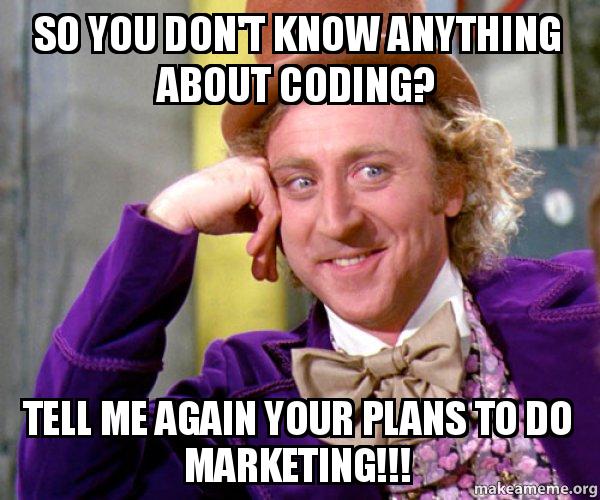 SO YOU DON'T KNOW ANYTHING
ABOUT CODING?
TELL ME AGAIN YOUR PLANS TO DO
MARKETING!!!
makeameme.org